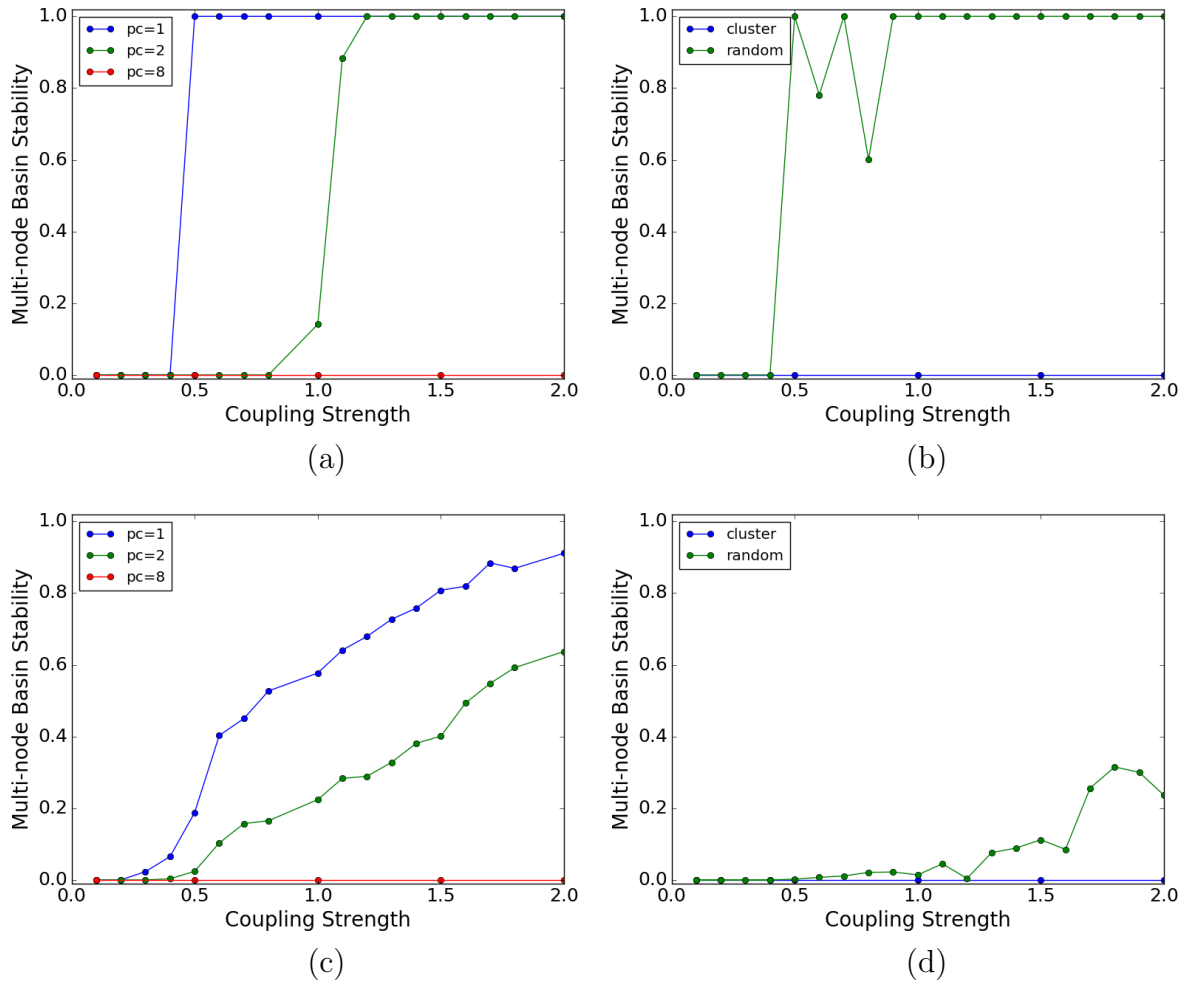 1.0
0.8
0.6
0.4
0.2
0.0
Multi-node Basin Stability
pc=1
pc=2
pc=8
0.0 0.5 1.0 1.5 2.0
Coupling Strength
(a)
1.0
0.8
0.6
0.4
0.2
0.0
Multi-node Basin Stability
cluster
random
0.0 0.5 1.0 1.5 2.0
Coupling Strength
(b)
1.0
0.8
0.6
0.4
0.2
0.0
Multi-node Basin Stability
pc=1
pc=2
pc=8
0.0 0.5 1.0 1.5 2.0
Coupling Strength
(c)
1.0
0.8
0.6
0.4
0.2
0.0
Multi-node Basin Stability
cluster
random
0.0 0.5 1.0 1.5 2.0
Coupling Strength
(d)